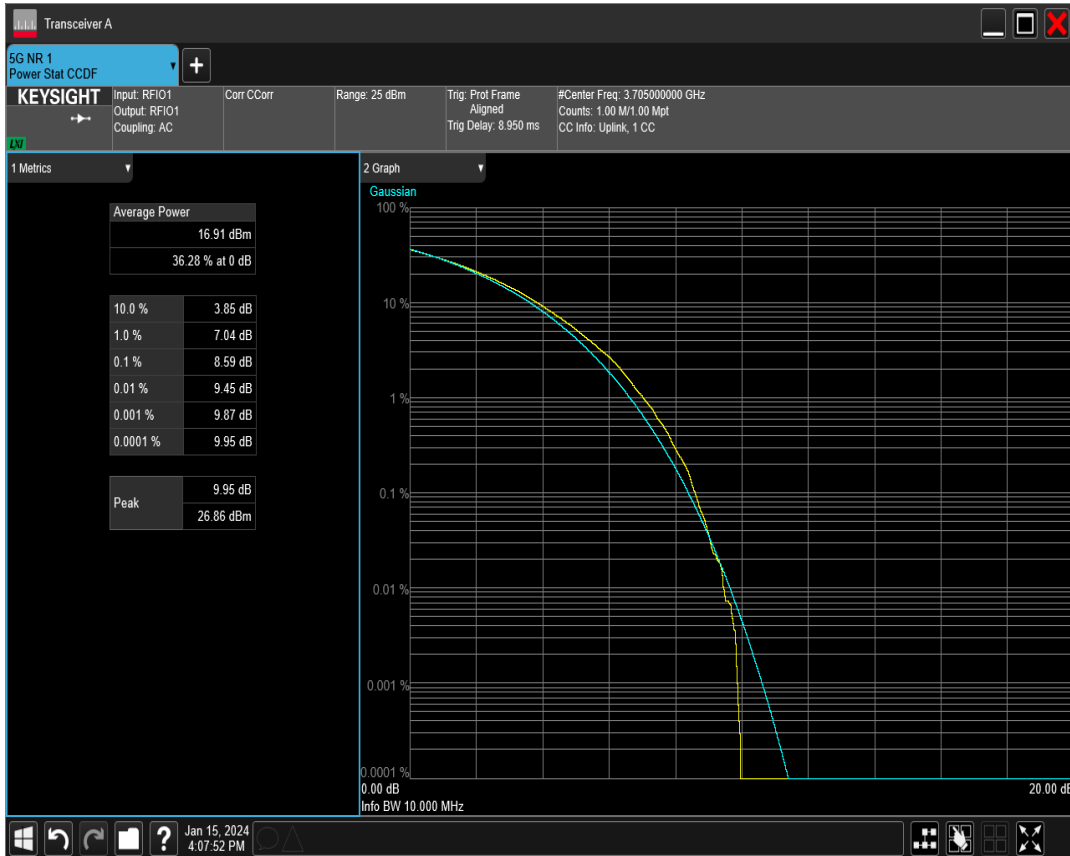 Transceiver A
5G NR 1
Power Stat CCDF
KEYSIGHT
LXI
Input: RFIO1
Output: RFIO1
Coupling: AC
Corr CCorr
Range: 25 dBm
Trig: Prot Frame
Aligned
Trig Delay: 8.950 ms
#Center Freq: 3.705000000 GHz
Counts: 1.00 M/1.00 Mpt
CC Info: Uplink, 1 CC
1 Metrics
Average Power
16.91 dBm
36.28 % at 0 dB
10.0 % 3.85 dB
1.0 % 7.04 dB
0.1 % 8.59 dB
0.01 % 9.45 dB
0.001 % 9.87 dB
0.0001 % 9.95 dB
Peak
9.95 dB
26.86 dBm
2 Graph
Gaussian
100 %
10 %
1 %
0.1 %
0.01 %
0.001 %
0.0001 %
0.00 dB 20.00 dB
Info BW 10.000 MHz
?
Jan 15, 2024
4:07:52 PM